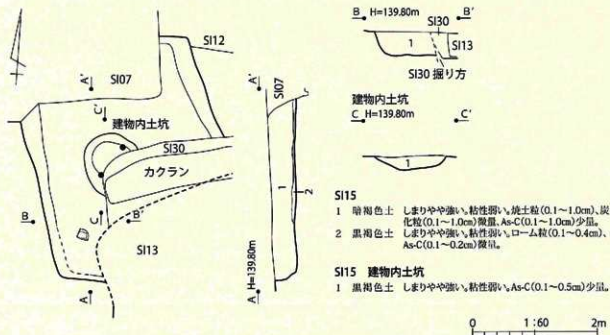 SI12
SI07
A'
C'
建物内土坑
SI30
カクラン
B
C
B'
SI13
A
SI07
A'
1
2
A H=139.80m
B H=139.80m B'
SI30
1
SI13
SI30 掘り方
建物内土坑
C H=139.80m C'
1
SI15
1 暗褐色土 しまりやや強い。粘性弱い。焼土粒(0.1~1.0cm)、炭
化粒(0.1~1.0cm)微量、As-C(0.1~1.0cm)少量。
2 黒褐色土 しまりやや強い。粘性弱い。ローム粒(0.1~0.4cm)、
As-C(0.1~0.2cm)微量。
SI15 建物内土坑
1 黒褐色土 しまりやや強い。粘性弱い。As-C(0.1~0.5cm)少量。
0 1:60 2m